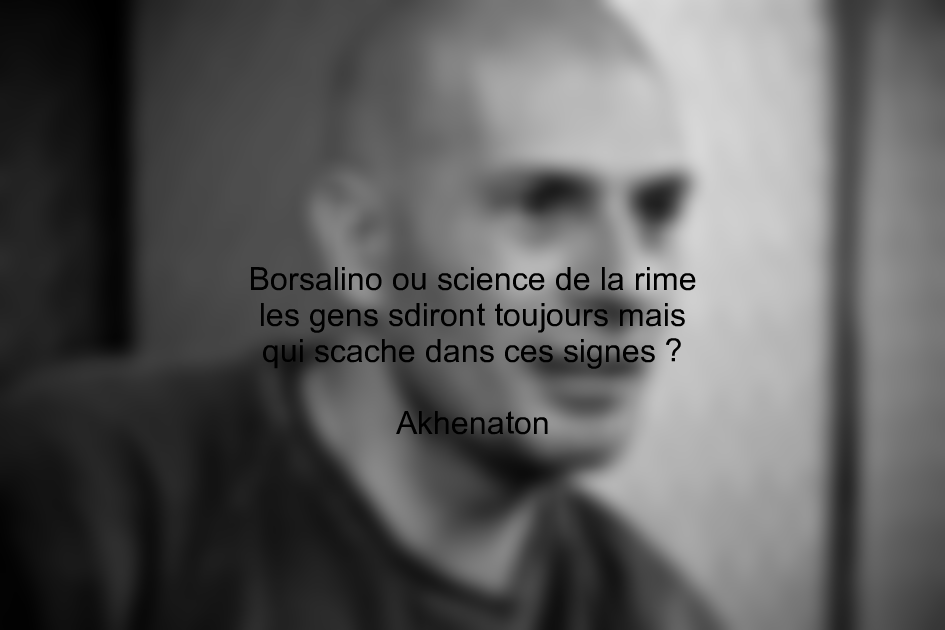 Borsalino ou science de la rime
les gens sdiront toujours mais
qui scache dans ces signes ?
Akhenaton